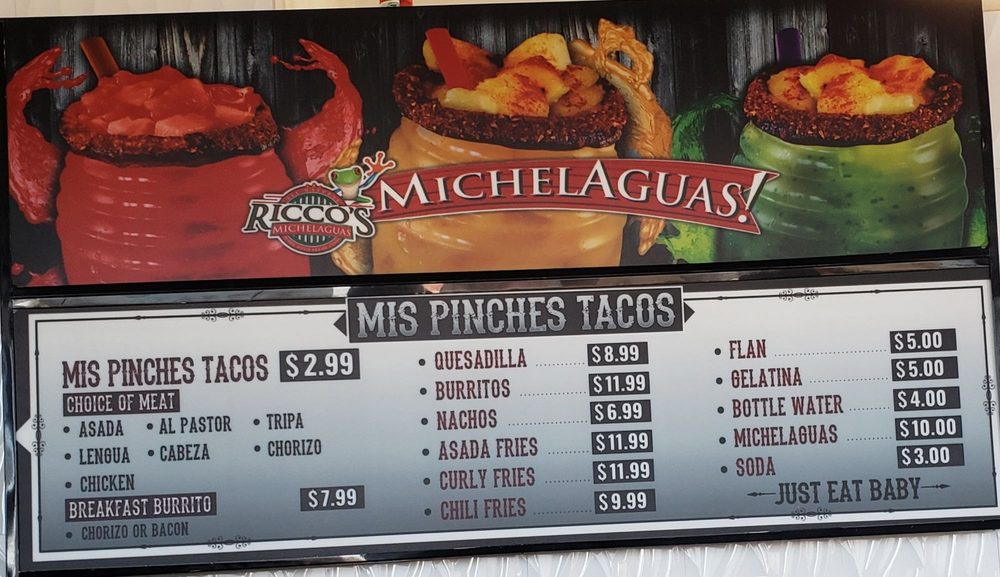 RICCO'S
MICHELAGUAS
MICHELAGUAS!
MIS PINCHES TACOS
MIS PINCHES TACOS $2.99
CHOICE OF MEAT
• ASADA • AL PASTOR • TRIPA
• LENGUA • CABEZA • CHORIZO
• CHICKEN
BREAKFAST BURRITO $7.99
• CHORIZO OR BACON
• QUESADILLA ........ $8.99
• BURRITOS ........ $11.99
• NACHOS ........ $6.99
• ASADA FRIES ........ $11.99
• CURLY FRIES ........ $11.99
• CHILI FRIES ........ $9.99
• FLAN ........ $5.00
• GELATINA ........ $5.00
• BOTTLE WATER ........ $4.00
• MICHELAGUAS ........ $10.00
• SODA ........ $3.00
JUST EAT BABY